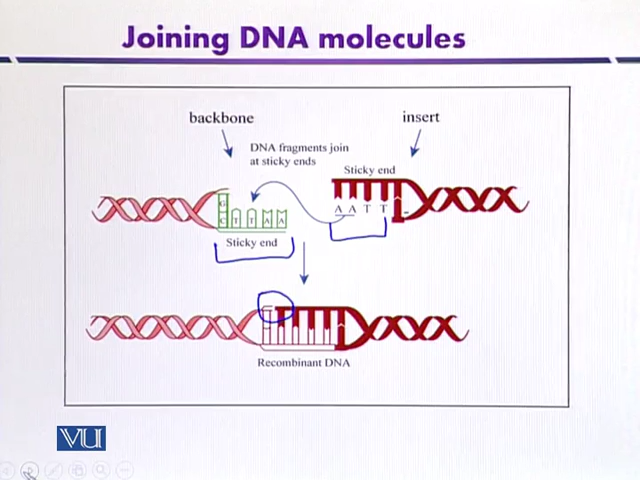 Joining DNA molecules
backbone
insert
DNA fragments join
at sticky ends
Sticky end
G
C T T A A
A A T T
Sticky end
Recombinant DNA
VU